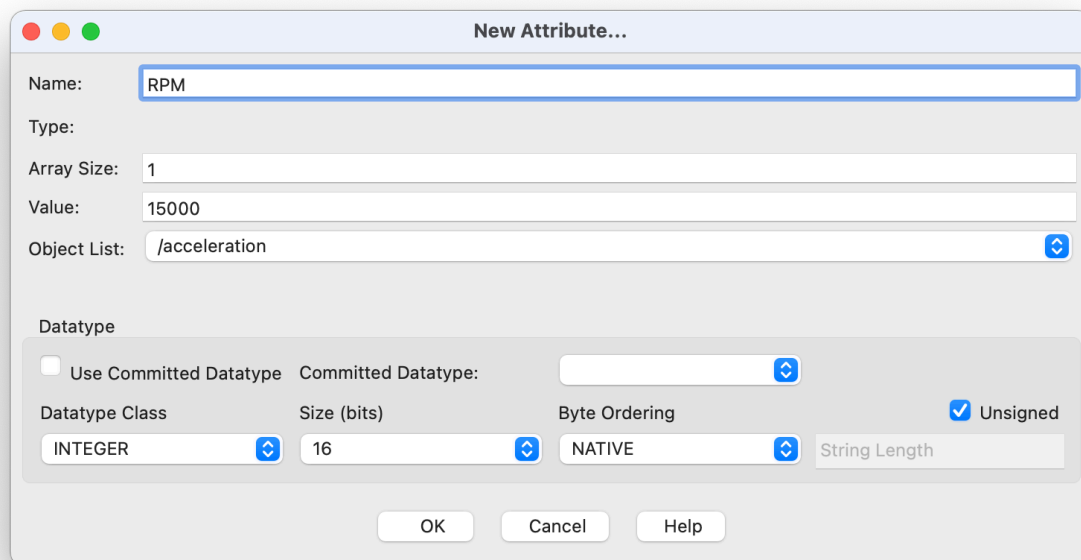 New Attribute...
Name: RPM
Type:
Array Size: 1
Value: 15000
Object List: /acceleration
Datatype
Use Committed Datatype Committed Datatype:
Datatype Class Size (bits) Byte Ordering Unsigned
INTEGER 16 NATIVE String Length
OK Cancel Help